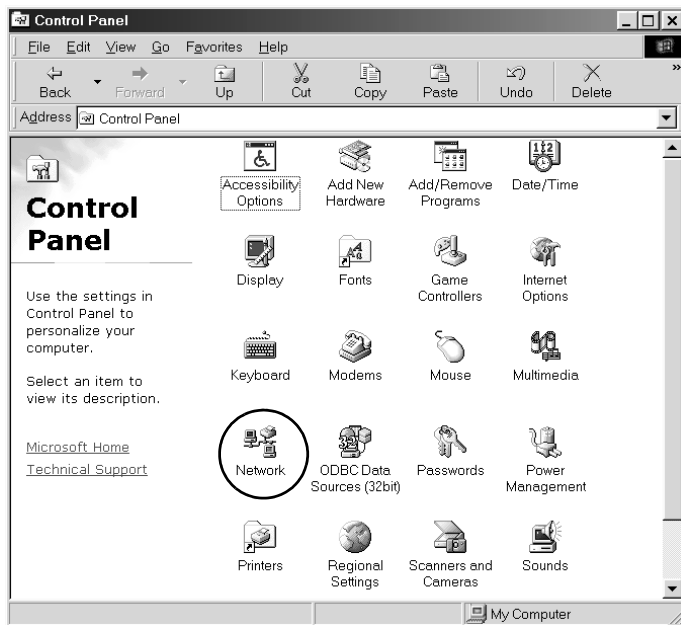 Control Panel
File Edit View Go Favorites Help
Back Forward Up Cut Copy Paste Undo Delete »
Address Control Panel
Control
Panel
Use the settings in
Control Panel to
personalize your
computer.
Select an item to
view its description.
Microsoft Home
Technical Support
Accessibility Options
Add New Hardware
Add/Remove Programs
Date/Time
Display
Fonts
Game Controllers
Internet Options
Keyboard
Modems
Mouse
Multimedia
Network
ODBC Data Sources (32bit)
Passwords
Power Management
Printers
Regional Settings
Scanners and Cameras
Sounds
My Computer